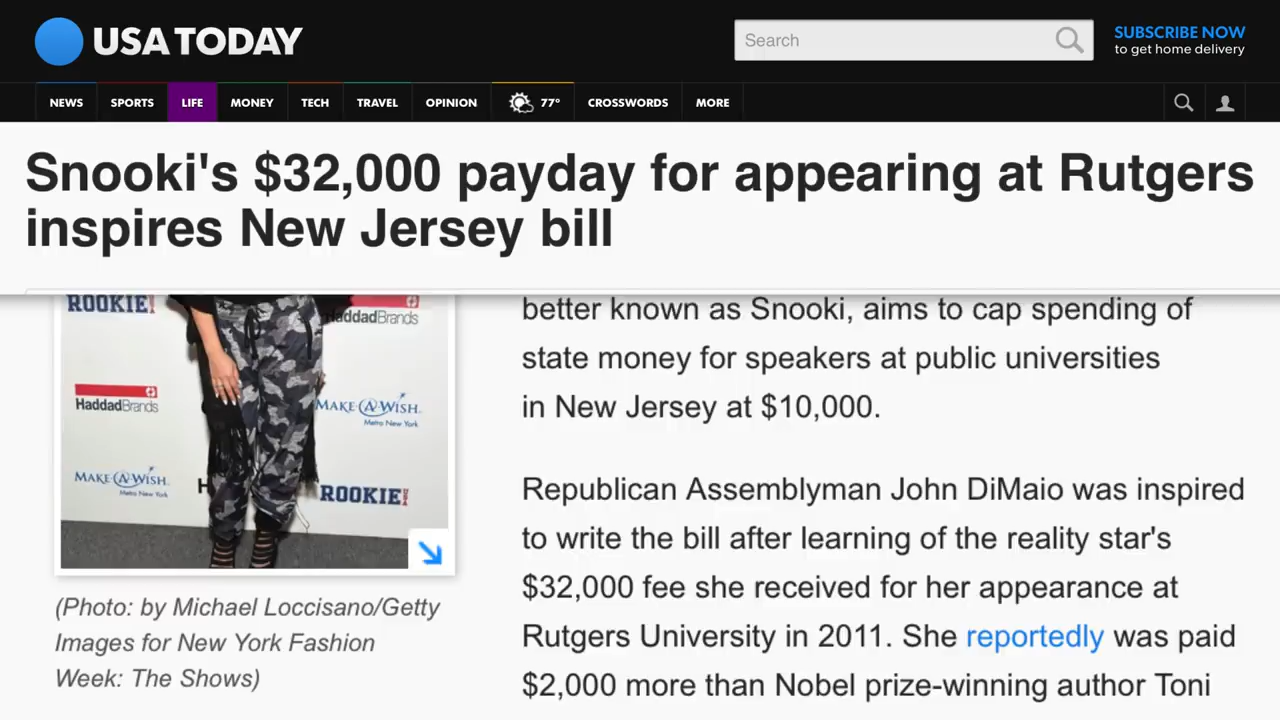 USA TODAY
Search
SUBSCRIBE NOW
to get home delivery
NEWS
SPORTS
LIFE
MONEY
TECH
TRAVEL
OPINION
77°
CROSSWORDS
MORE
Snooki's $32,000 payday for appearing at Rutgers
inspires New Jersey bill
ROOKIE
HaddadBrands
HaddadBrands
MAKE-A-WISH.
Metro New York
MAKE-A-WISH.
Metro New York
H
ROOKIE
(Photo: by Michael Loccisano/Getty
Images for New York Fashion
Week: The Shows)
better known as Snooki, aims to cap spending of
state money for speakers at public universities
in New Jersey at $10,000.
Republican Assemblyman John DiMaio was inspired
to write the bill after learning of the reality star's
$32,000 fee she received for her appearance at
Rutgers University in 2011. She reportedly was paid
$2,000 more than Nobel prize-winning author Toni